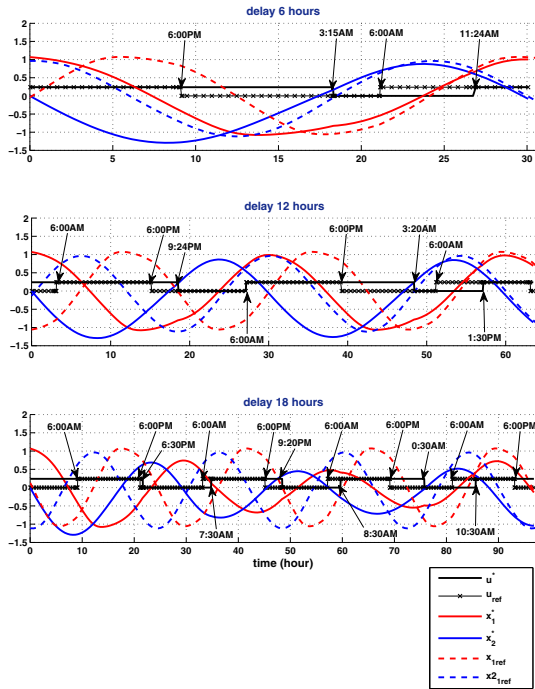 delay 6 hours
6:00PM 3:15AM 6:00AM 11:24AM
2
1.5
1
0.5
0
−0.5
−1
−1.5
0 5 10 15 20 25 30
delay 12 hours
6:00AM 6:00PM 9:24PM 6:00PM 3:20AM 6:00AM
2
1.5
1
0.5
0
−0.5
−1
−1.5
6:00AM 1:30PM
0 10 20 30 40 50 60
delay 18 hours
6:00AM 6:00PM 6:30PM 6:00AM 6:00PM 9:20PM 6:00AM 6:00PM 0:30AM 6:00AM 6:00PM
2
1.5
1
0.5
0
−0.5
−1
−1.5
7:30AM 8:30AM 10:30AM
0 10 20 30 40 50 60 70 80 90
time (hour)
u*
u_ref
x*_1
x*_2
x_1ref
x2_1ref